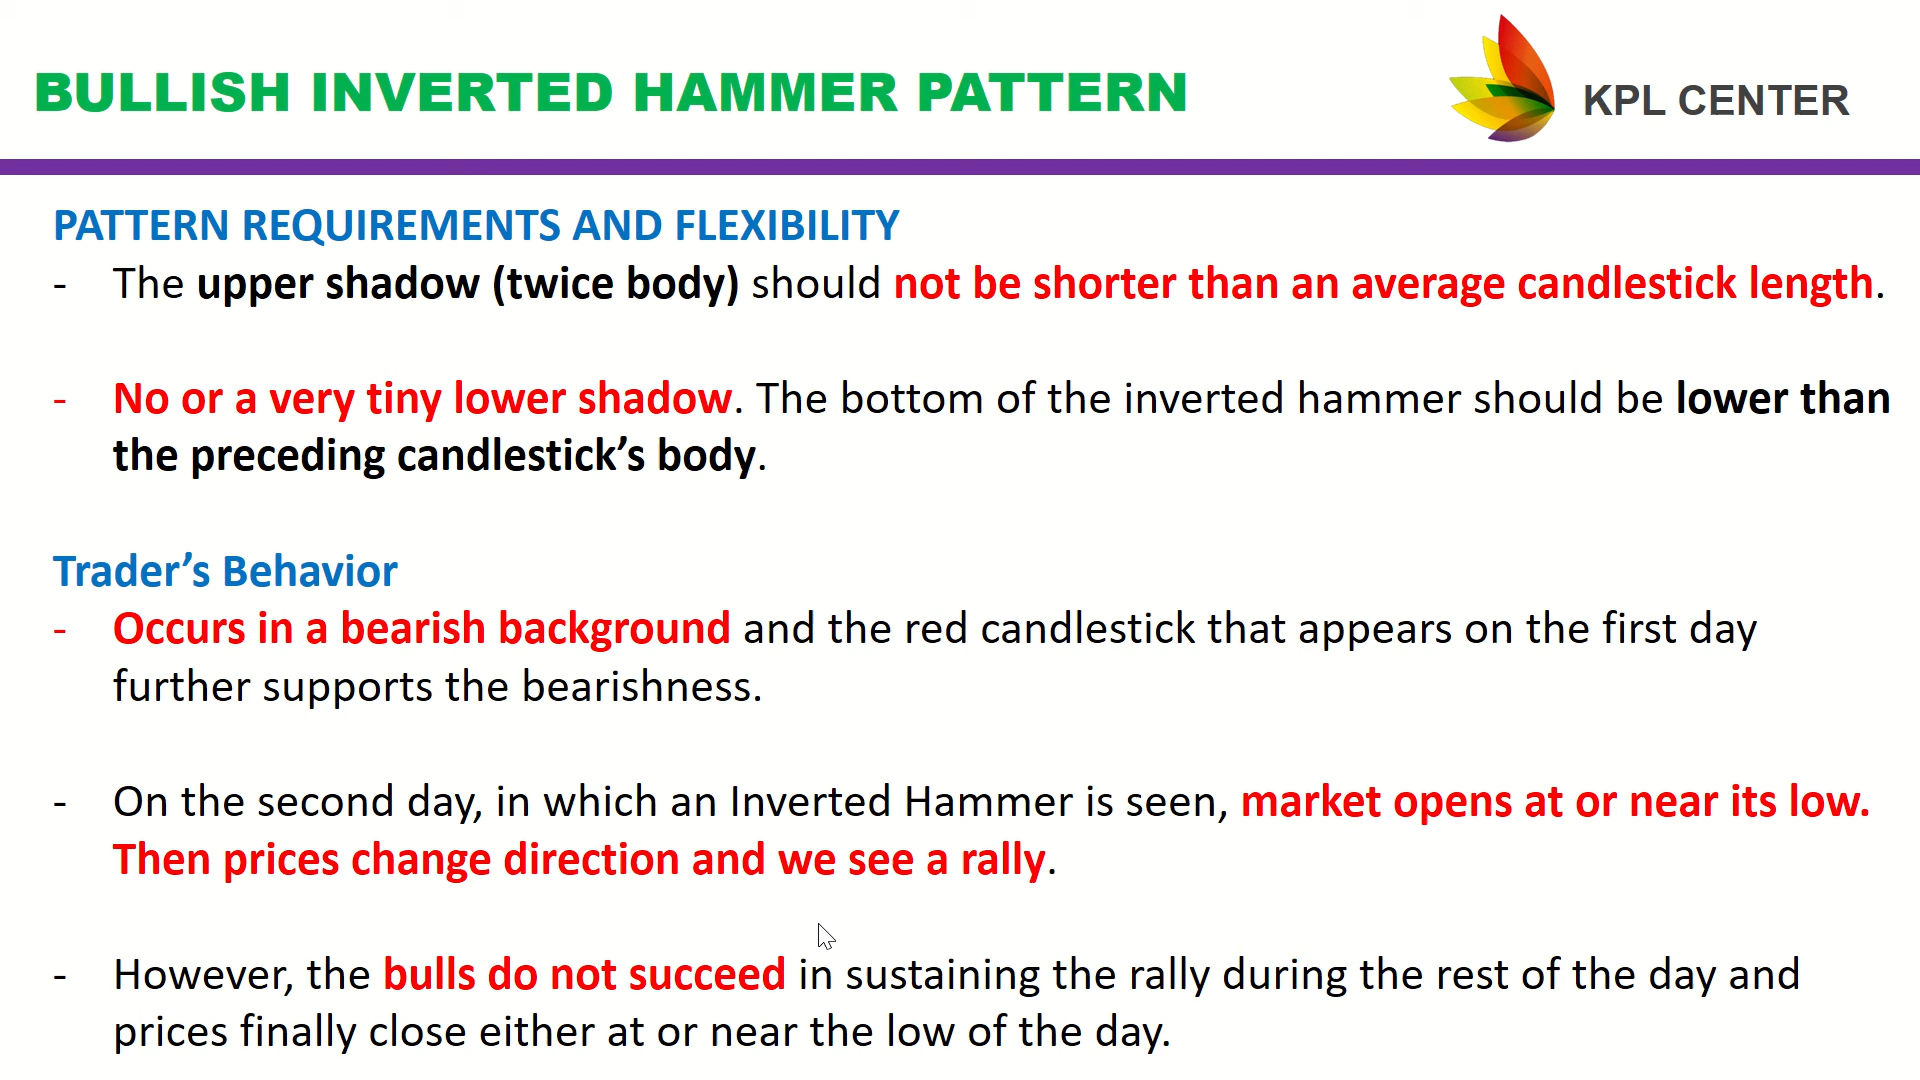 BULLISH INVERTED HAMMER PATTERN
KPL CENTER
PATTERN REQUIREMENTS AND FLEXIBILITY
- The upper shadow (twice body) should not be shorter than an average candlestick length.
- No or a very tiny lower shadow. The bottom of the inverted hammer should be lower than
the preceding candlestick’s body.
Trader’s Behavior
- Occurs in a bearish background and the red candlestick that appears on the first day
further supports the bearishness.
- On the second day, in which an Inverted Hammer is seen, market opens at or near its low.
Then prices change direction and we see a rally.
- However, the bulls do not succeed in sustaining the rally during the rest of the day and
prices finally close either at or near the low of the day.